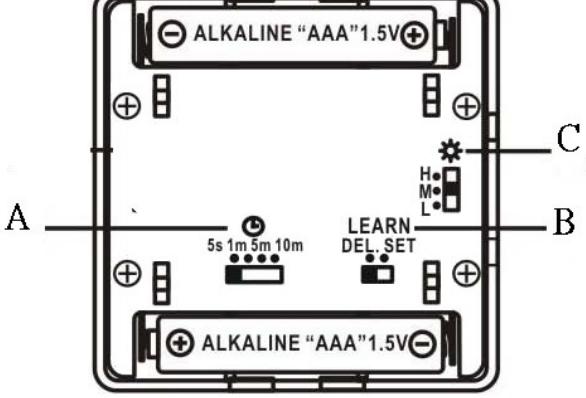 ALKALINE “AAA”1.5V
C
H
M
L
A
LEARN
B
5s 1m 5m 10m
DEL. SET
ALKALINE “AAA”1.5V